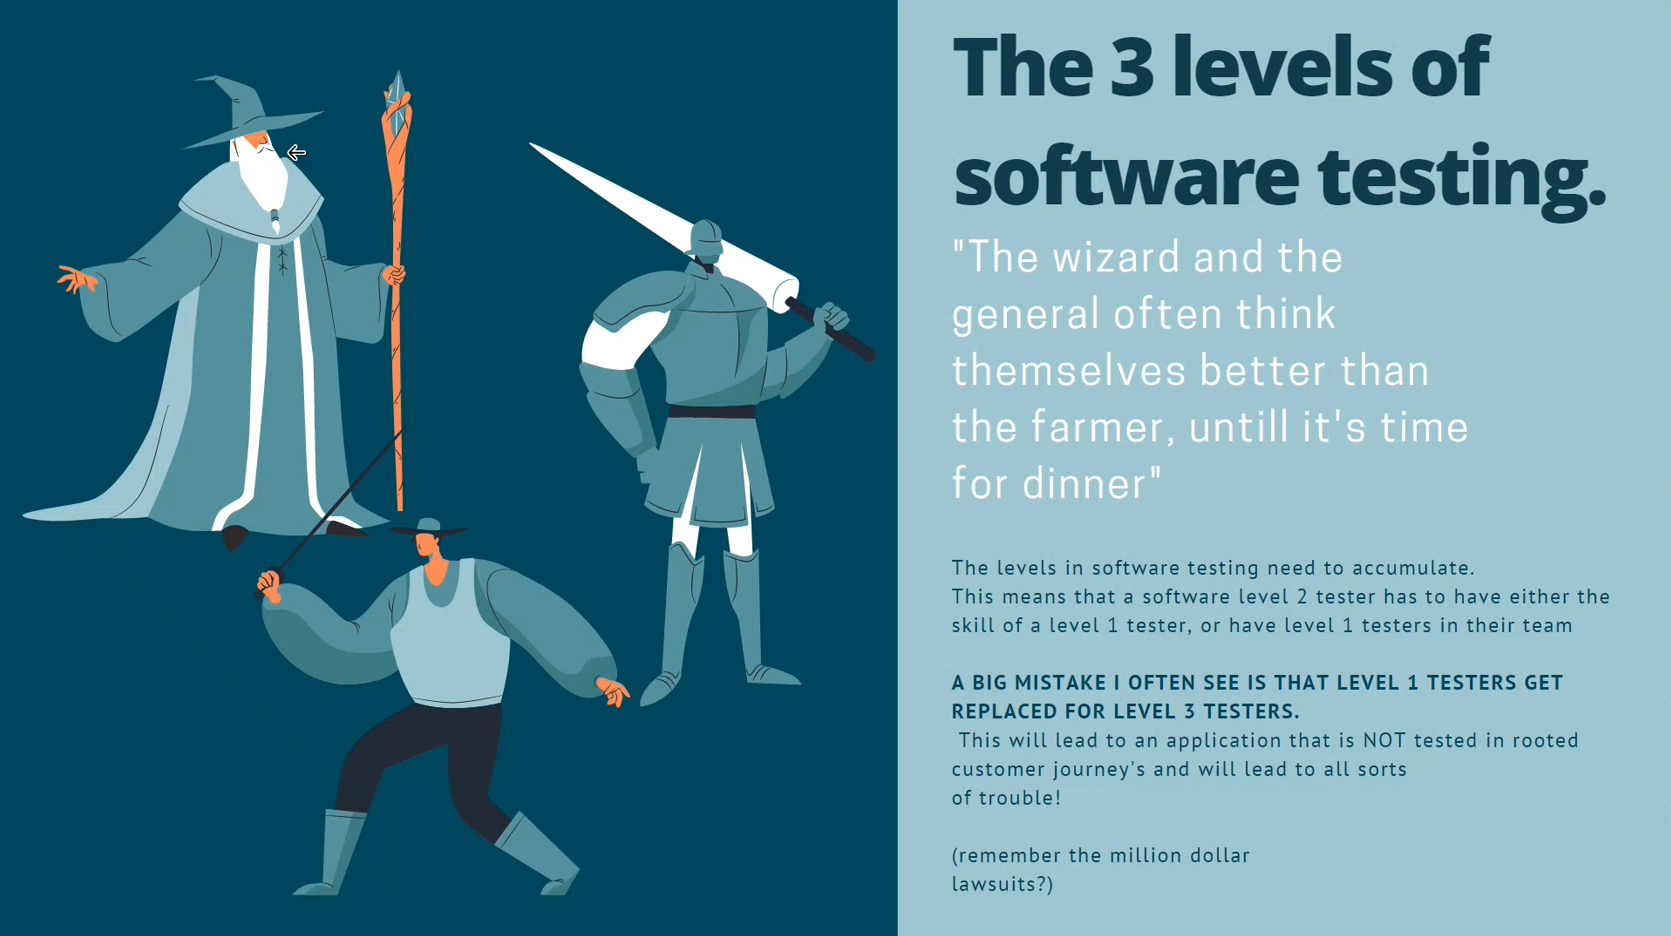 The 3 levels of
software testing.
"The wizard and the
general often think
themselves better than
the farmer, untill it's time
for dinner"
The levels in software testing need to accumulate.
This means that a software level 2 tester has to have either the
skill of a level 1 tester, or have level 1 testers in their team
A BIG MISTAKE I OFTEN SEE IS THAT LEVEL 1 TESTERS GET
REPLACED FOR LEVEL 3 TESTERS.
This will lead to an application that is NOT tested in rooted
customer journey's and will lead to all sorts
of trouble!
(remember the million dollar
lawsuits?)